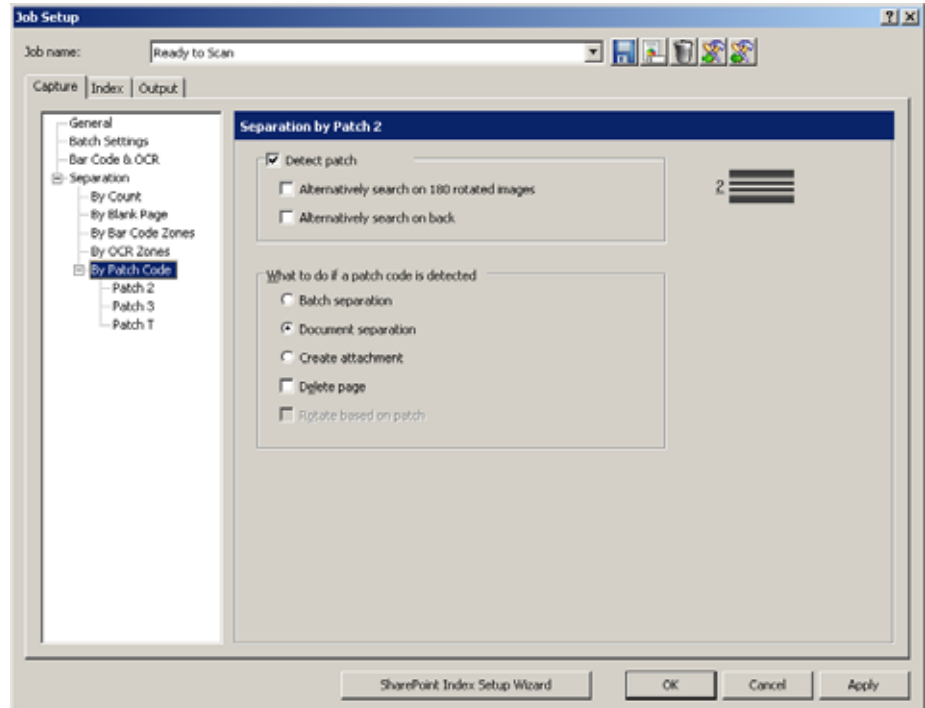 Job Setup
Job name: Ready to Scan
Capture Index Output
General
Batch Settings
Bar Code & OCR
Separation
By Count
By Blank Page
By Bar Code Zones
By OCR Zones
By Patch Code
Patch 2
Patch 3
Patch T
Separation by Patch 2
Detect patch
Alternatively search on 180 rotated images
Alternatively search on back
2
What to do if a patch code is detected
Batch separation
Document separation
Create attachment
Delete page
Rotate based on patch
SharePoint Index Setup Wizard OK Cancel Apply